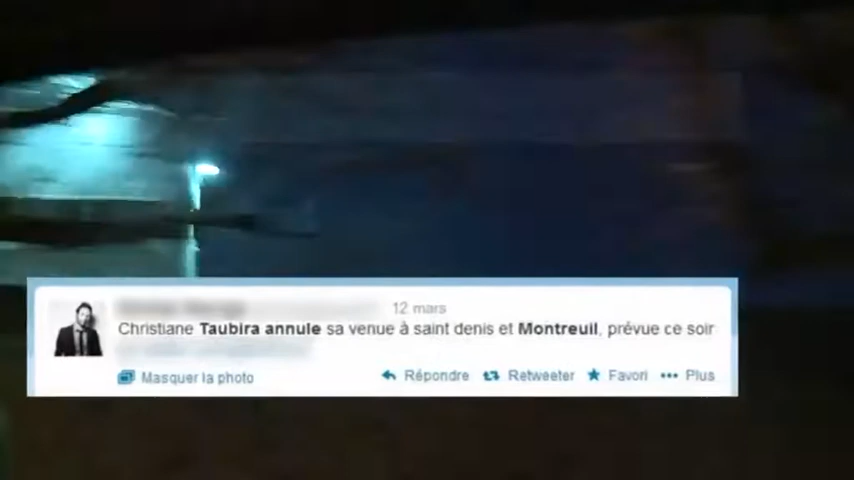 12 mars
Christiane Taubira annule sa venue à saint denis et Montreuil, prévue ce soir
Masquer la photo Répondre Retweeter Favori Plus